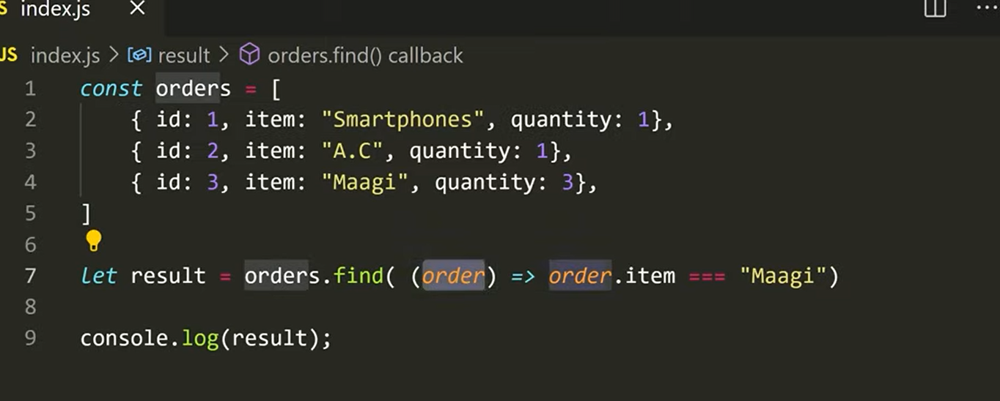 JS index.js ×
JS index.js > result > orders.find() callback
1 const orders = [
2     { id: 1, item: "Smartphones", quantity: 1},
3     { id: 2, item: "A.C", quantity: 1},
4     { id: 3, item: "Maagi", quantity: 3},
5 ]
6
7 let result = orders.find( (order) => order.item === "Maagi")
8
9 console.log(result);